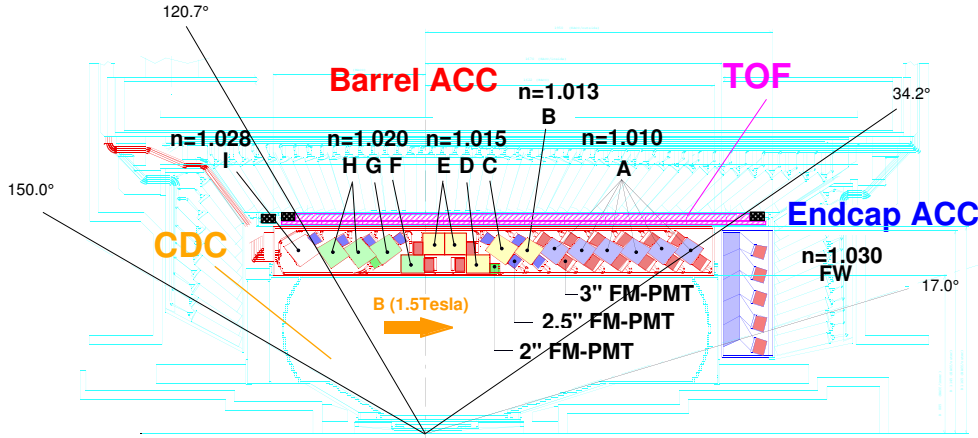 120.7°
Barrel ACC
TOF
n=1.013
B
34.2°
n=1.028
I
n=1.020
H G F
n=1.015
E D C
n=1.010
A
150.0°
CDC
Endcap ACC
n=1.030
FW
17.0°
B (1.5Tesla)
3" FM-PMT
2.5" FM-PMT
2" FM-PMT